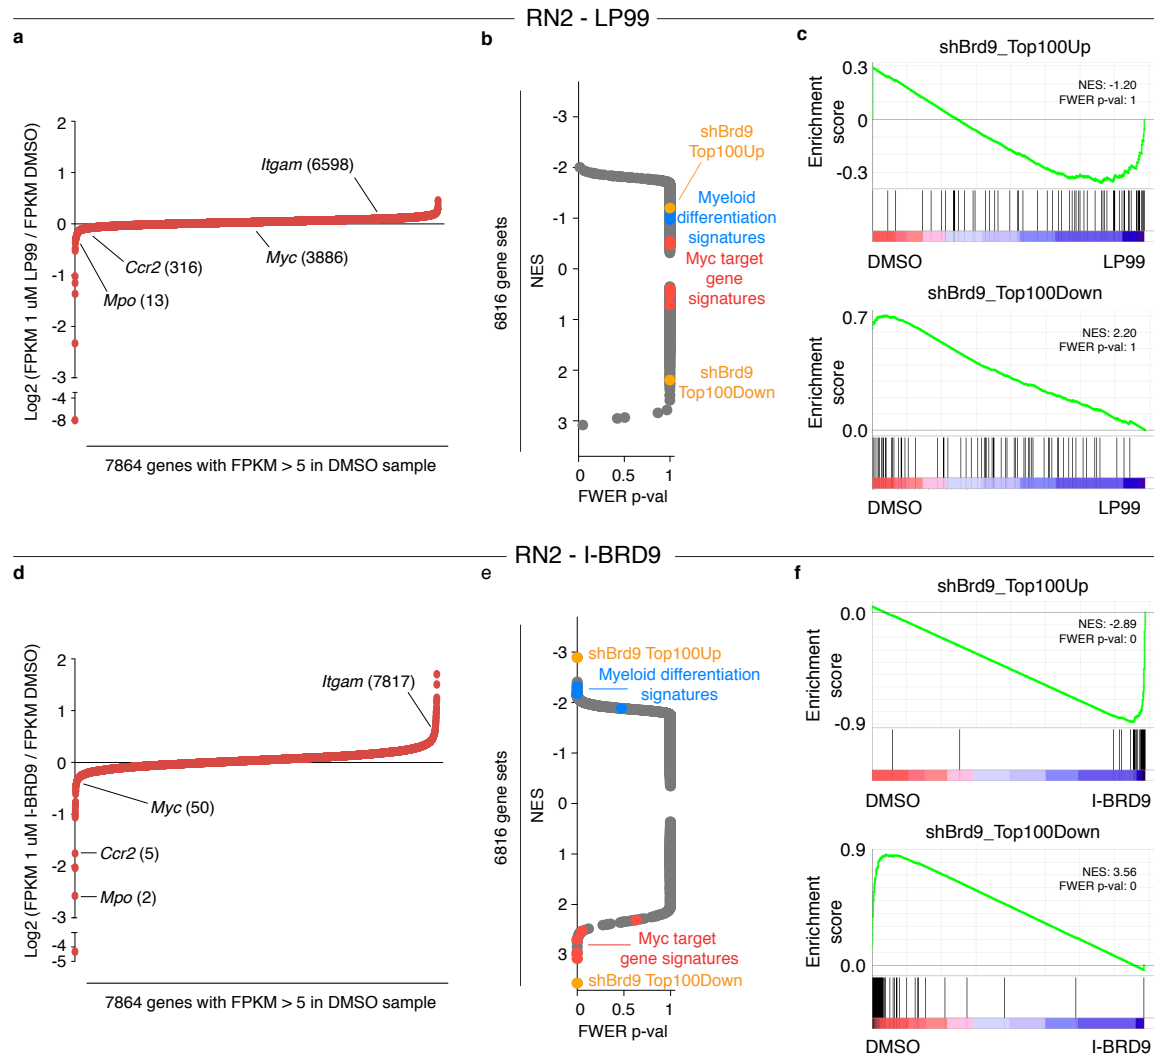 RN2 - LP99
a
Log2 (FPKM 1 uM LP99 / FPKM DMSO)
2
1
0
-1
-2
-3
-4
-8
Itgam (6598)
Myc (3886)
Ccr2 (316)
Mpo (13)
7864 genes with FPKM > 5 in DMSO sample
b
6816 gene sets
NES
-3
-2
-1
0
1
2
3
shBrd9
Top100Up
Myeloid
differentiation
signatures
Myc target
gene
signatures
shBrd9
Top100Down
0
0.5
1
FWER p-val
c
shBrd9_Top100Up
Enrichment
score
0.3
0
-0.3
NES: -1.20
FWER p-val: 1
DMSO
LP99
shBrd9_Top100Down
Enrichment
score
0.7
0.0
NES: 2.20
FWER p-val: 1
DMSO
LP99
RN2 - I-BRD9
d
Log2 (FPKM 1 uM I-BRD9 / FPKM DMSO)
2
1
0
-1
-2
-3
-4
-5
Itgam (7817)
Myc (50)
Ccr2 (5)
Mpo (2)
7864 genes with FPKM > 5 in DMSO sample
e
6816 gene sets
NES
-3
-2
-1
0
1
2
3
shBrd9 Top100Up
Myeloid differentiation
signatures
Myc target
gene signatures
shBrd9 Top100Down
0
0.5
1
FWER p-val
f
shBrd9_Top100Up
Enrichment
score
0.0
-0.9
NES: -2.89
FWER p-val: 0
DMSO
I-BRD9
shBrd9_Top100Down
Enrichment
score
0.9
0.0
NES: 3.56
FWER p-val: 0
DMSO
I-BRD9